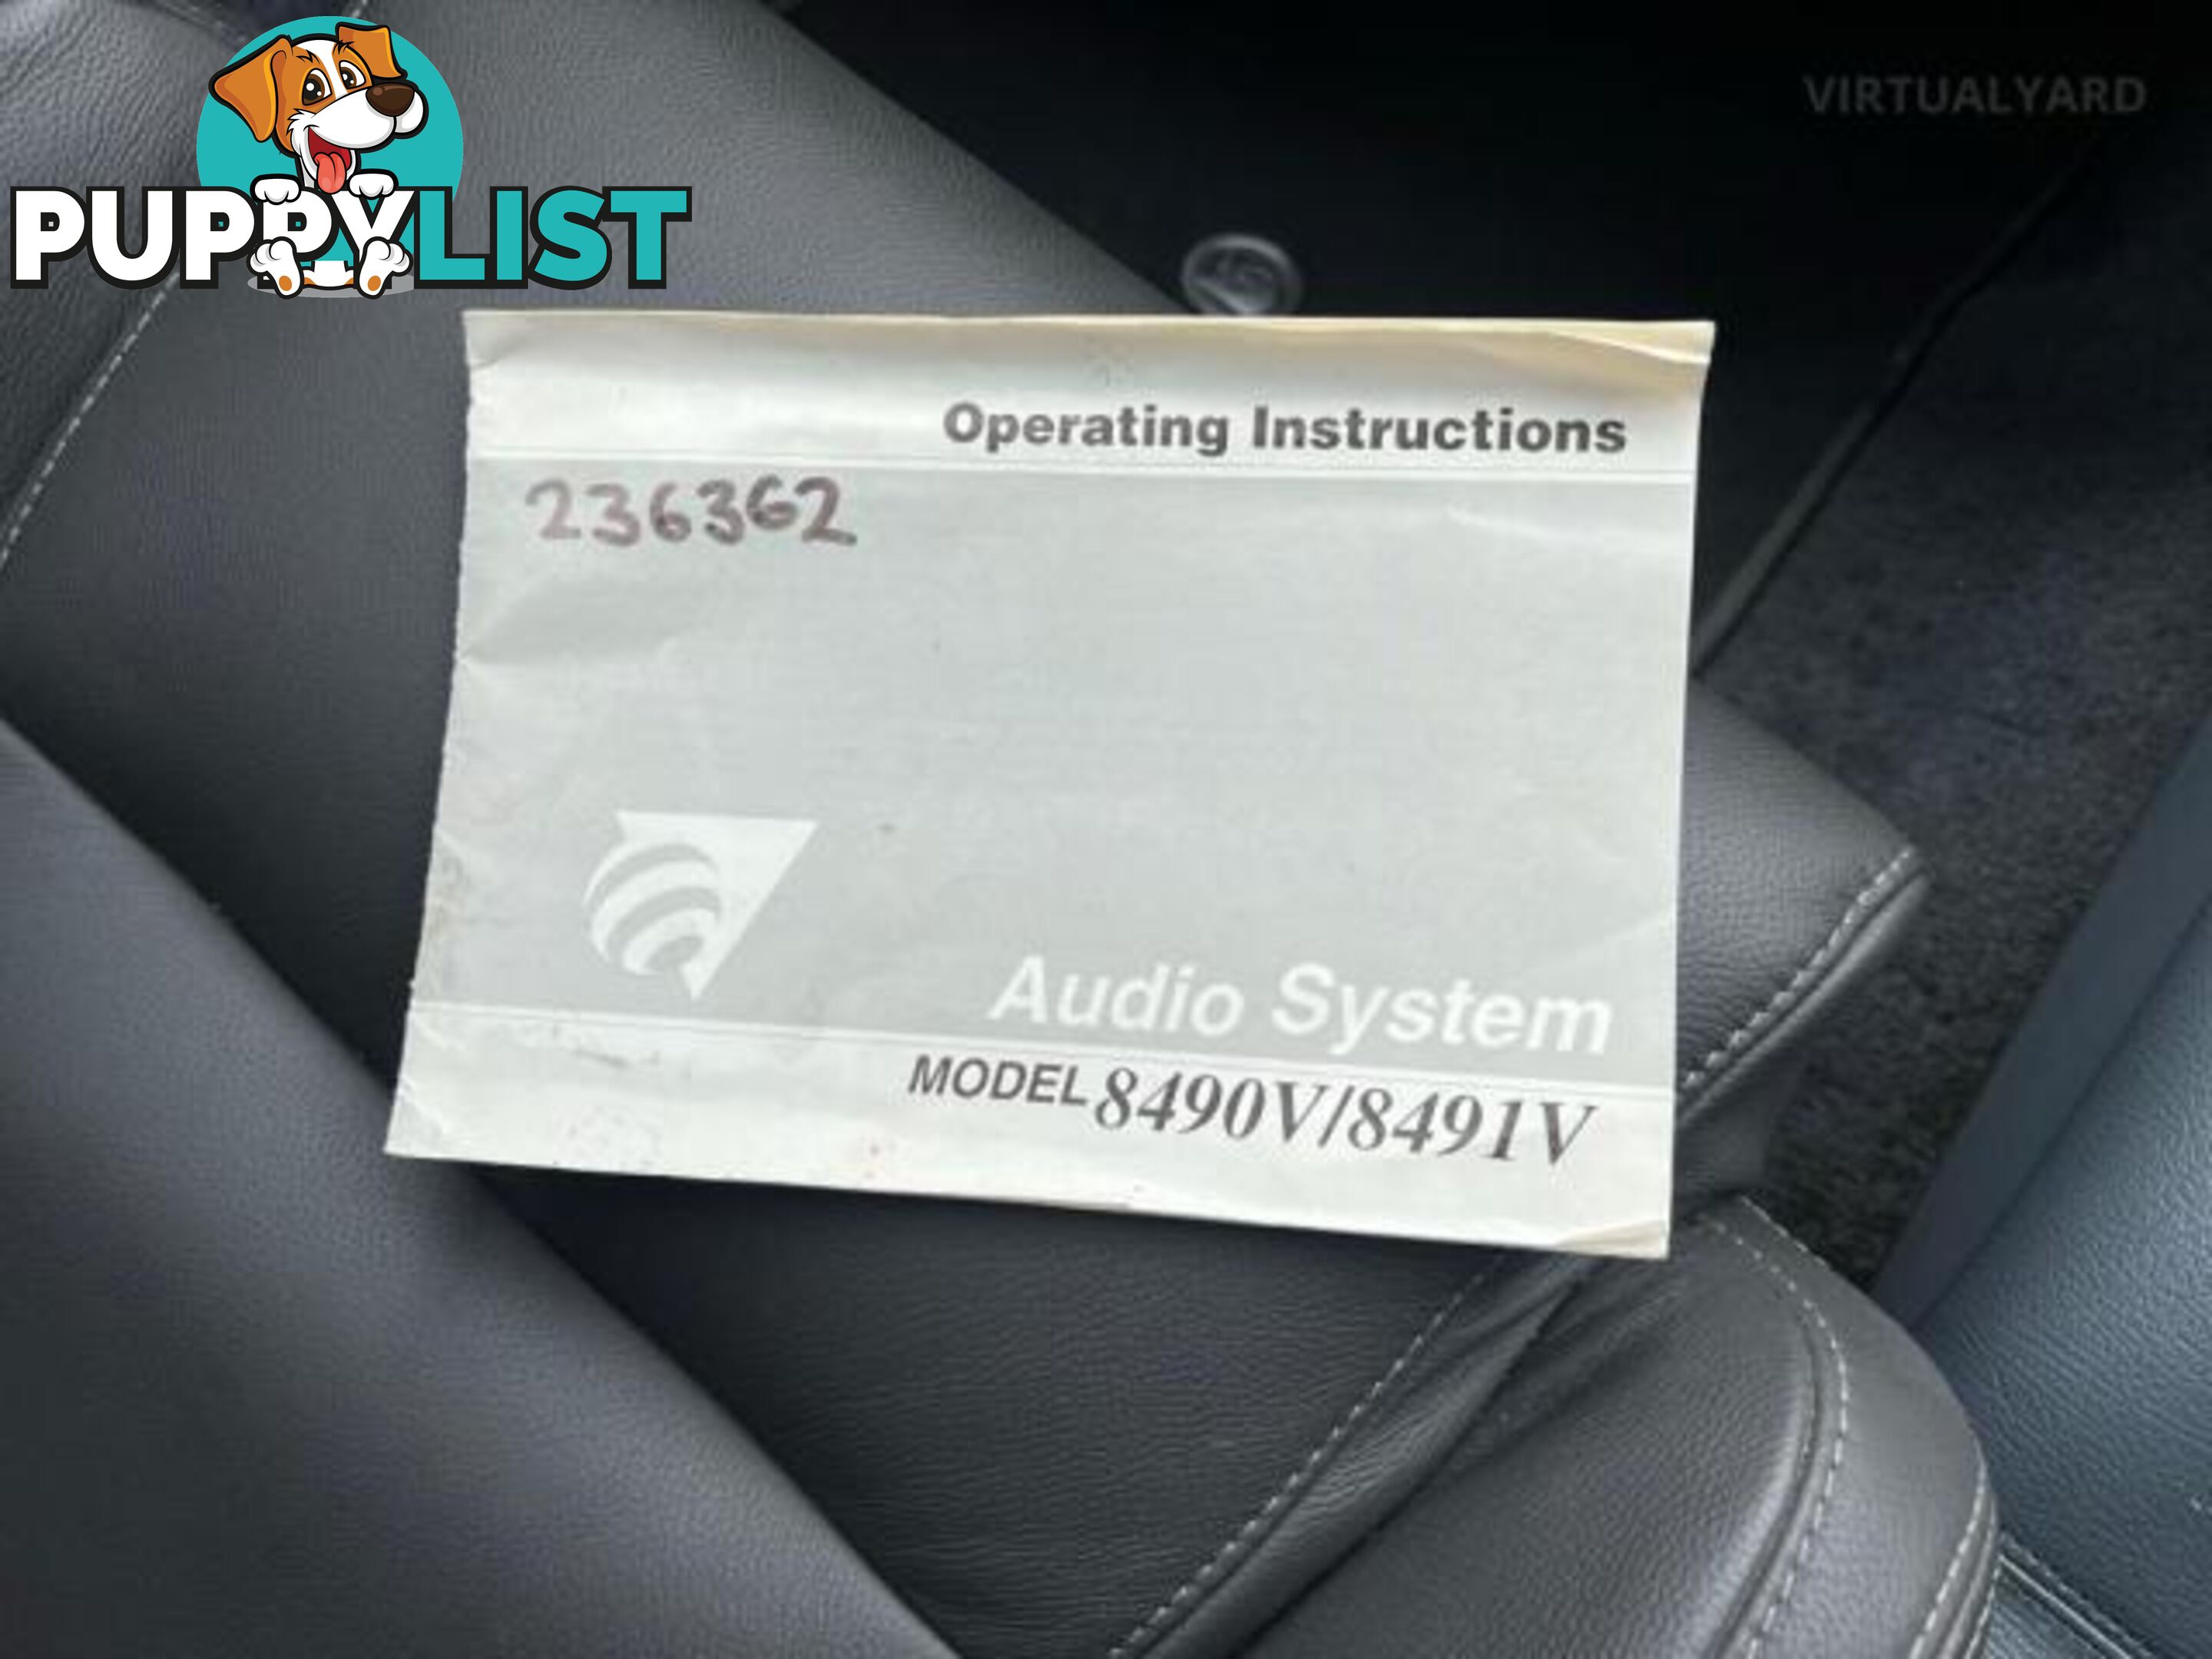 PUPPYLIST
VIRTUALYARD
Operating Instructions
236362
Audio System
MODEL 8490V/8491V